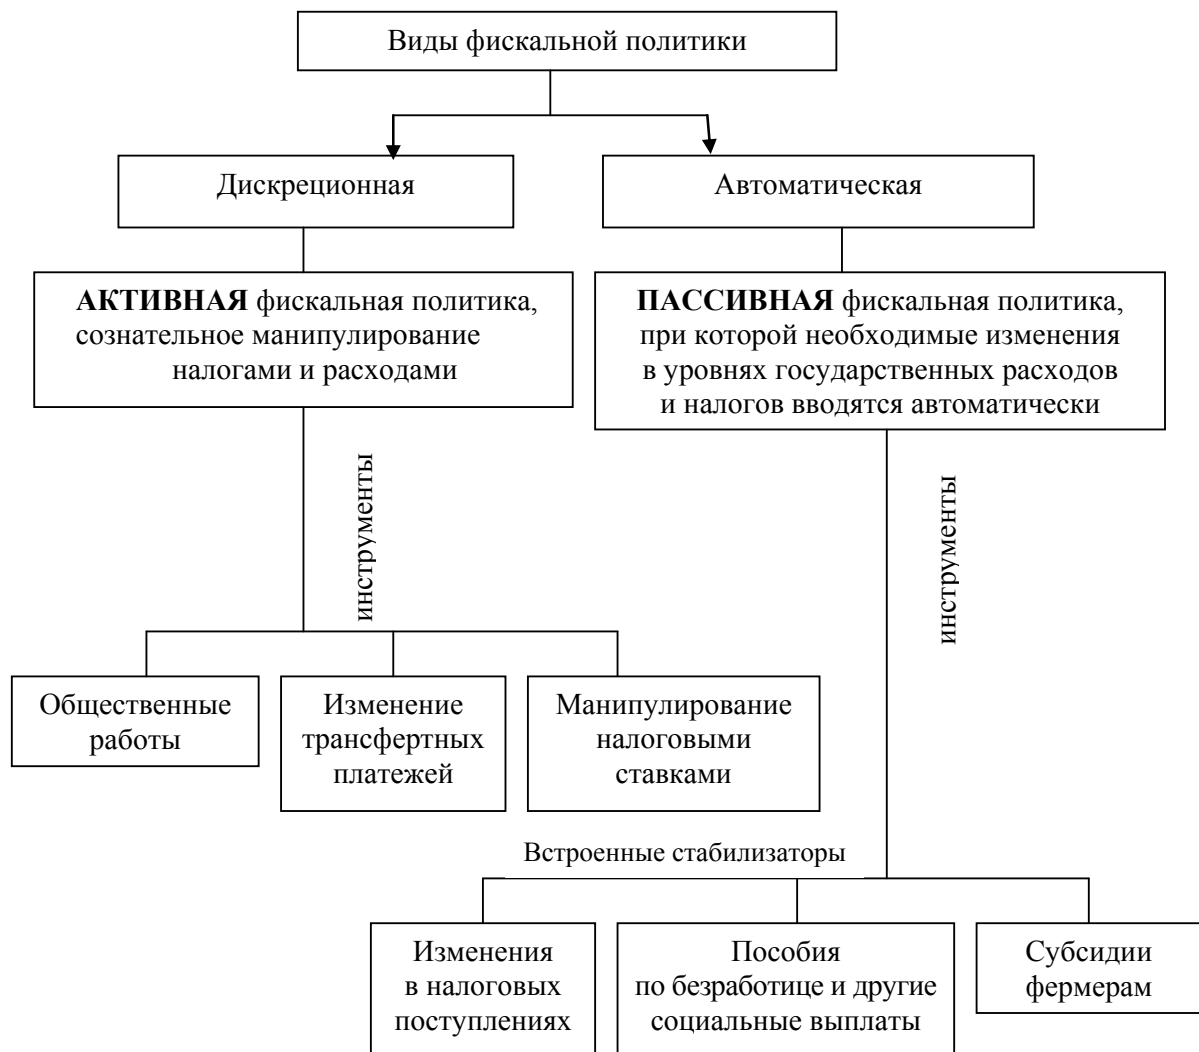 Виды фискальной политики
Дискреционная
Автоматическая
АКТИВНАЯ фискальная политика,
сознательное манипулирование
налогами и расходами
ПАССИВНАЯ фискальная политика,
при которой необходимые изменения
в уровнях государственных расходов
и налогов вводятся автоматически
инструменты
инструменты
Общественные
работы
Изменение
трансфертных
платежей
Манипулирование
налоговыми
ставками
Встроенные стабилизаторы
Изменения
в налоговых
поступлениях
Пособия
по безработице и другие
социальные выплаты
Субсидии
фермерам